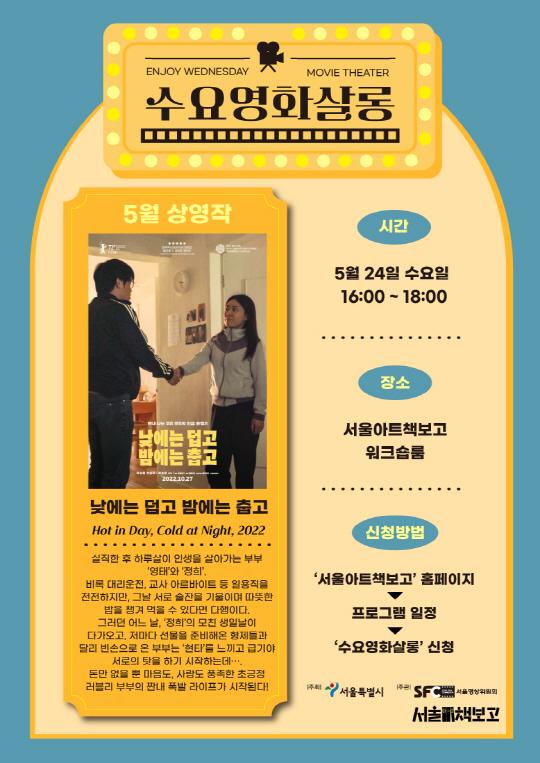 ENJOY WEDNESDAY MOVIE THEATER
수요영화살롱
5월 상영작
낮에는 덥고
밤에는 춥고
2022.10.27
낮에는 덥고 밤에는 춥고
Hot in Day, Cold at Night, 2022
실직한 후 하루살이 인생을 살아가는 부부
'영태'와 '정희'.
비록 대리운전, 교사 아르바이트 등 일용직을
전전하지만, 그날 서로 술잔을 기울이며 따뜻한
밥을 챙겨 먹을 수 있다면 다행이다.
그러던 어느 날, '정희'의 모친 생일날이
다가오고, 저마다 선물을 준비해온 형제들과
달리 빈손으로 온 부부는 '현타'를 느끼고 급기야
서로의 탓을 하기 시작하는데….
돈만 없을 뿐 마음도, 사랑도 풍족한 초긍정
러블리 부부의 짠내 폭발 라이프가 시작된다!
시간
5월 24일 수요일
16:00 ~ 18:00
장소
서울아트책보고
워크숍룸
신청방법
'서울아트책보고' 홈페이지
프로그램 일정
'수요영화살롱' 신청
주최 서울특별시 주관 SFC 서울영상위원회
서울책보고